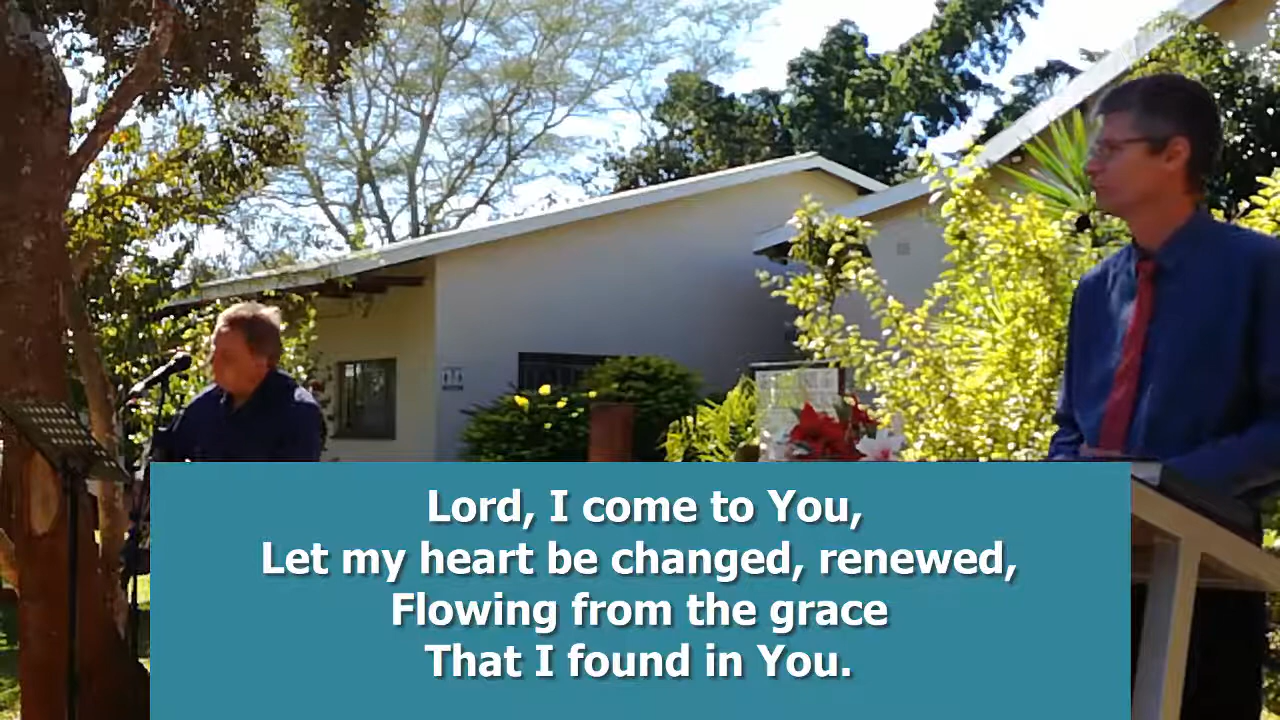 Lord, I come to You,
Let my heart be changed, renewed,
Flowing from the grace
That I found in You.